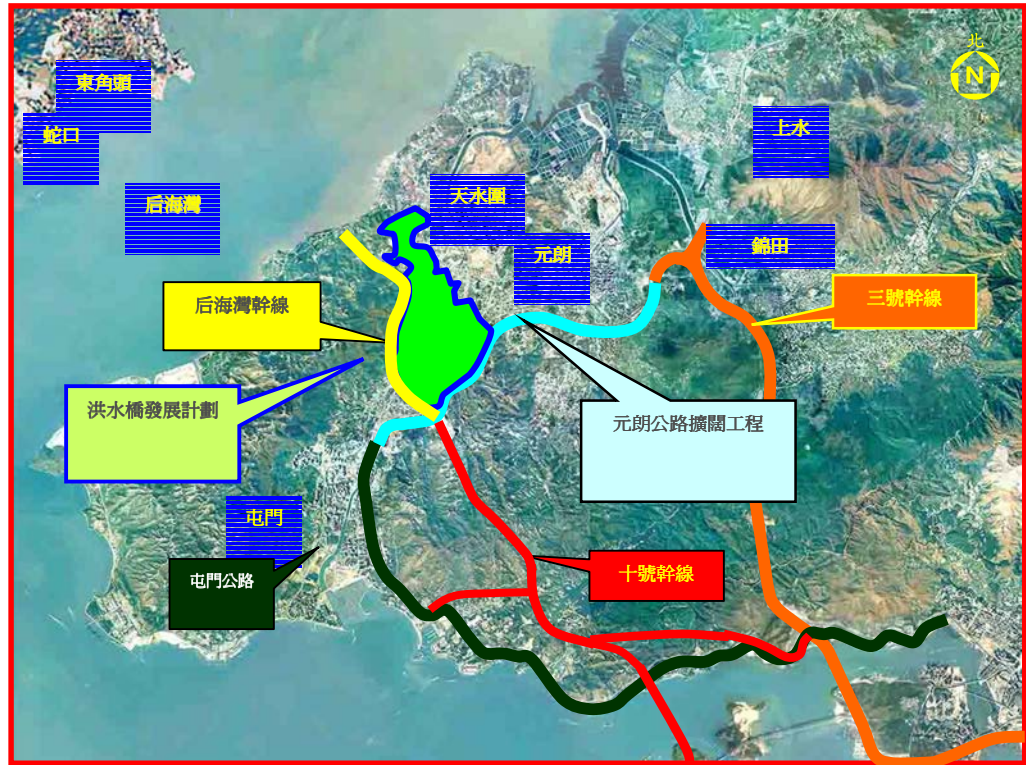 北
N
東角頭
蛇口
上水
后海灣
天水圍
元朗
錦田
后海灣幹線
三號幹線
洪水橋發展計劃
元朗公路擴闊工程
屯門
屯門公路
十號幹線